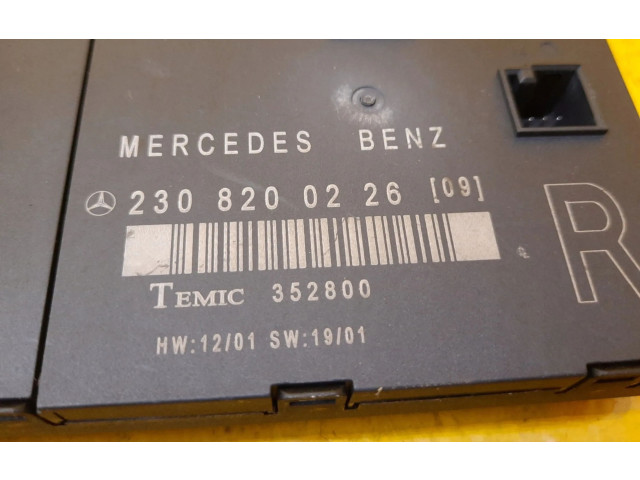 MERCEDES BENZ
230 820 02 26 [09]
R
TEMIC 352800
HW:12/01 SW:19/01